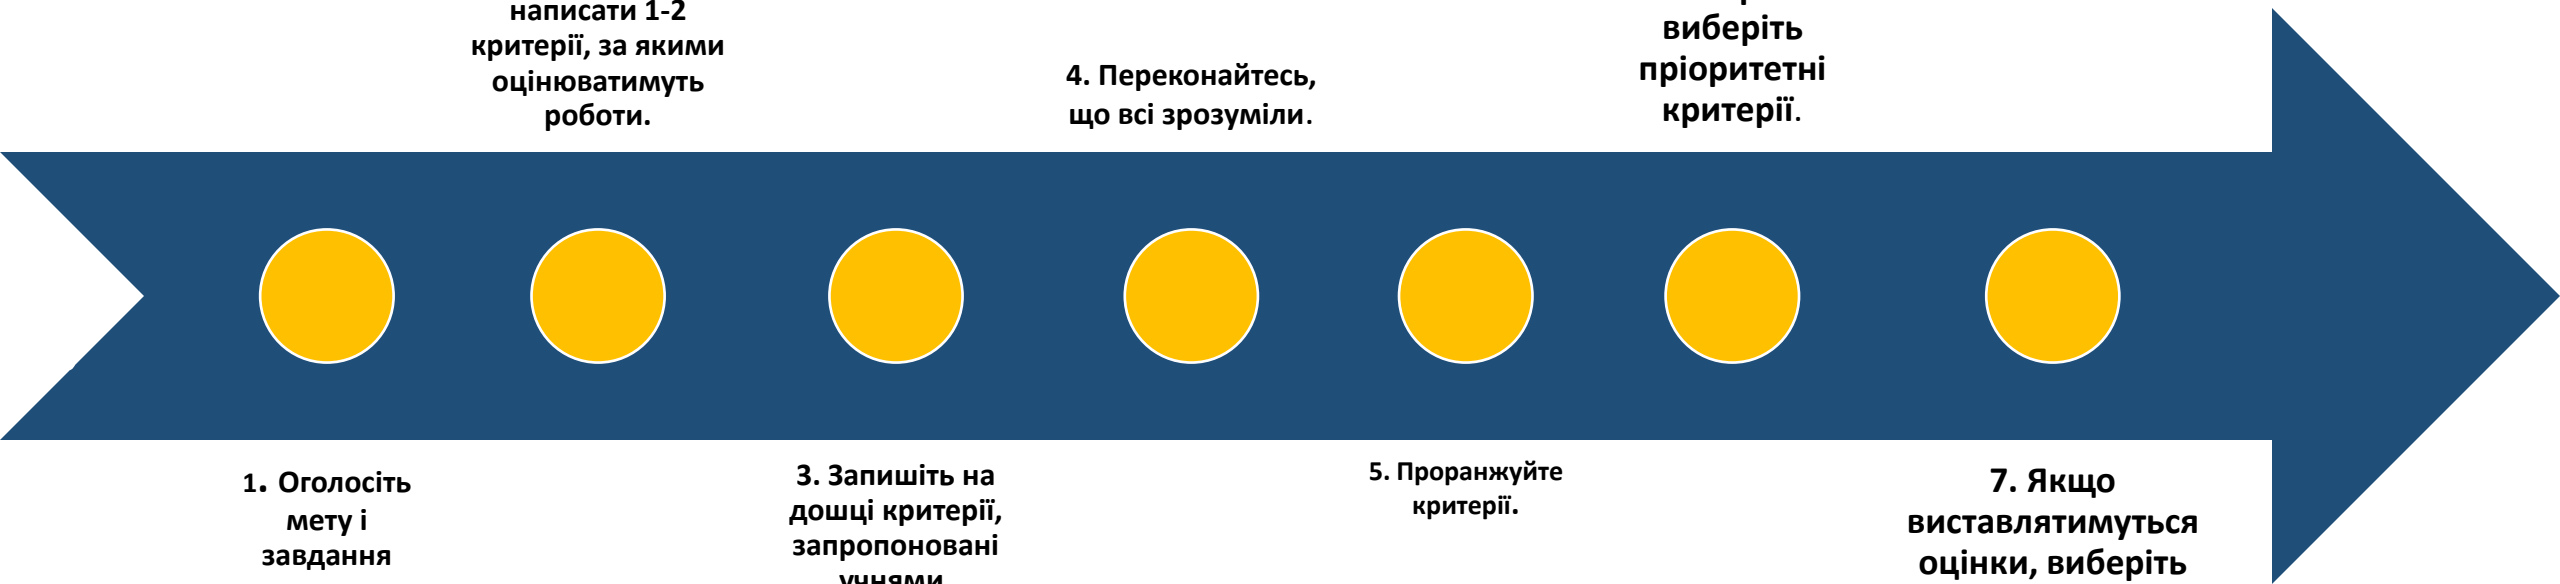 1. Оголосіть
мету і
завдання
написати 1-2
критерії, за якими
оцінюватимуть
роботи.
3. Запишіть на
дошці критерії,
запропоновані
учнями
4. Переконайтесь,
що всі зрозуміли.
5. Проранжуйте
критерії.
виберіть
пріоритетні
критерії.
7. Якщо
виставлятимуться
оцінки, виберіть